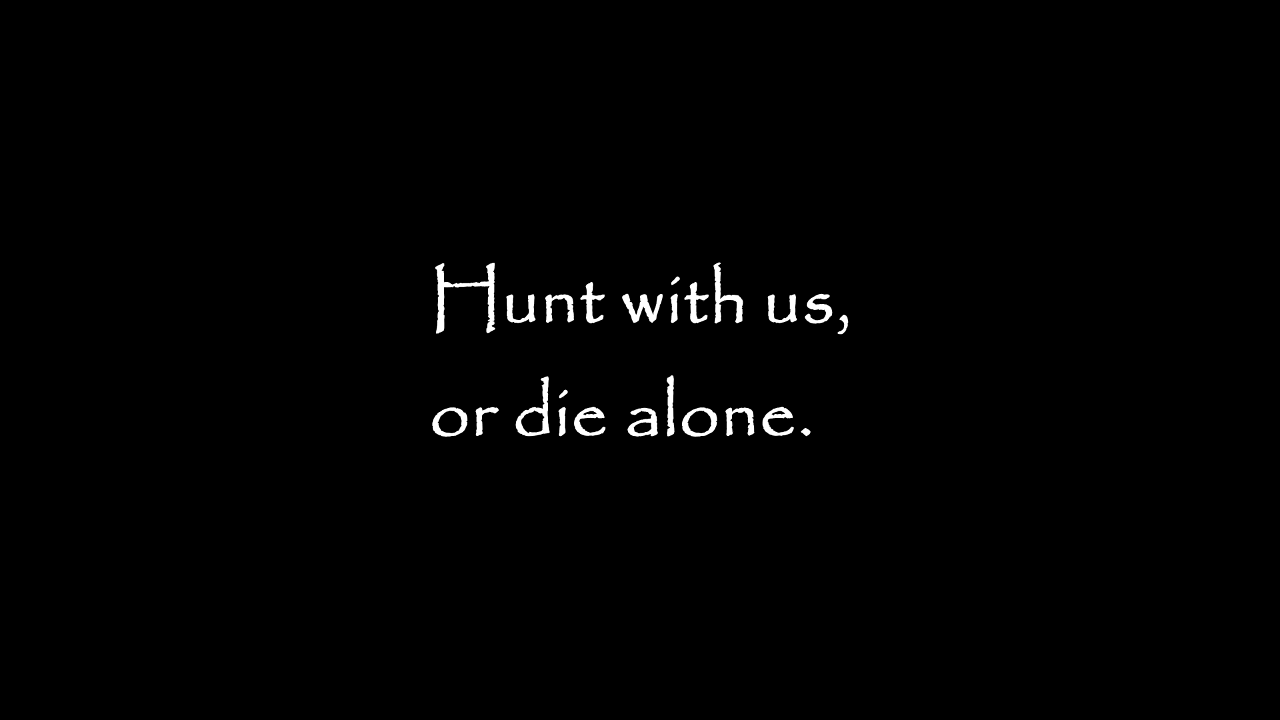 Hunt with us,
or die alone.